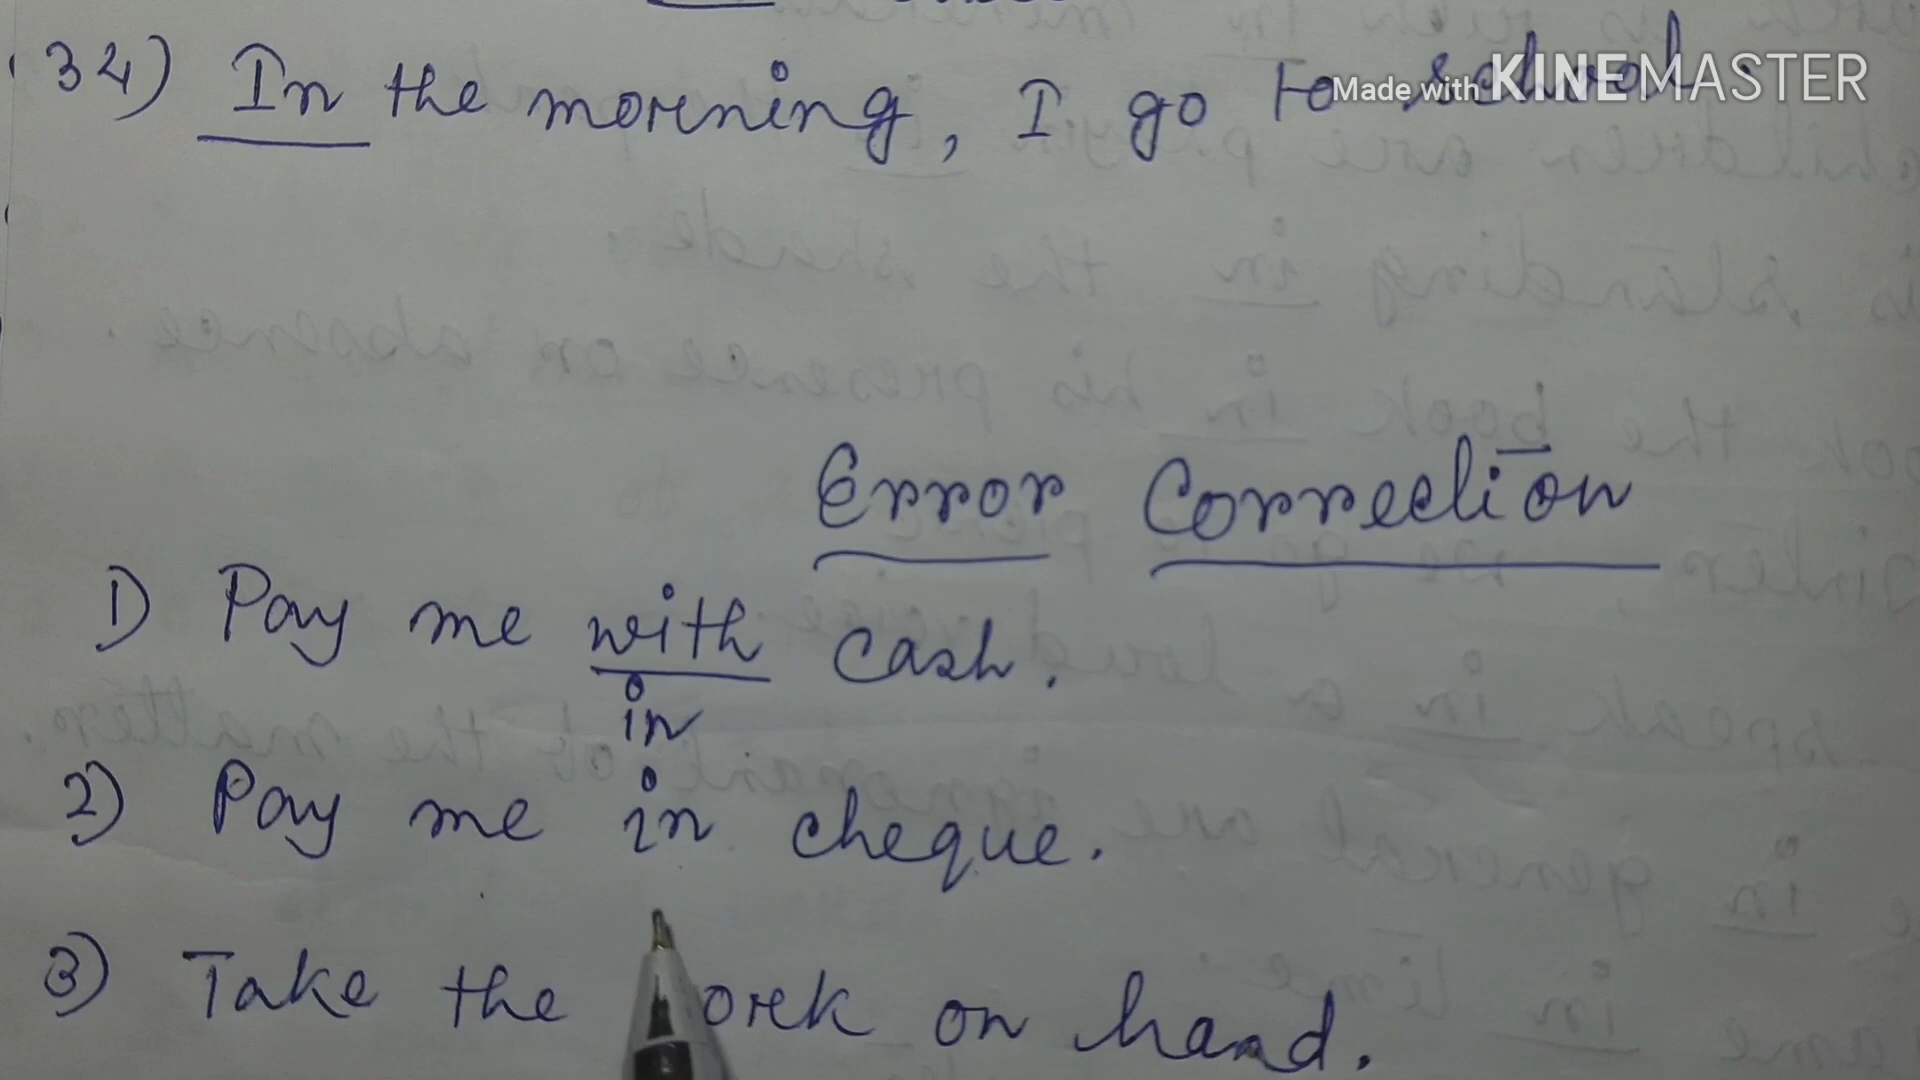 34) In the morning, I go to school.
Made with KINEMASTER
Error Correction
1) Pay me with cash.
in
2) Pay me in cheque.
3) Take the work on hand.